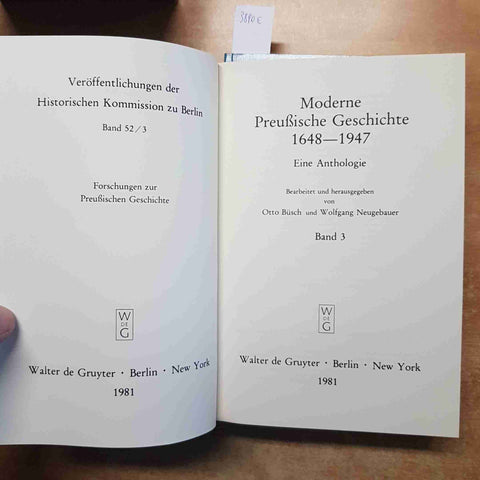 Veröffentlichungen der
Historischen Kommission zu Berlin
Band 52/3
Forschungen zur
Preußischen Geschichte
W
DE
G
Walter de Gruyter · Berlin · New York
1981
Moderne
Preußische Geschichte
1648—1947
Eine Anthologie
Bearbeitet und herausgegeben
von
Otto Büsch und Wolfgang Neugebauer
Band 3
W
DE
G
Walter de Gruyter · Berlin · New York
1981